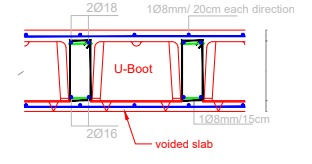 2Ø18
1Ø8mm/ 20cm each direction
U-Boot
1Ø8mm/15cm
2Ø16
voided slab